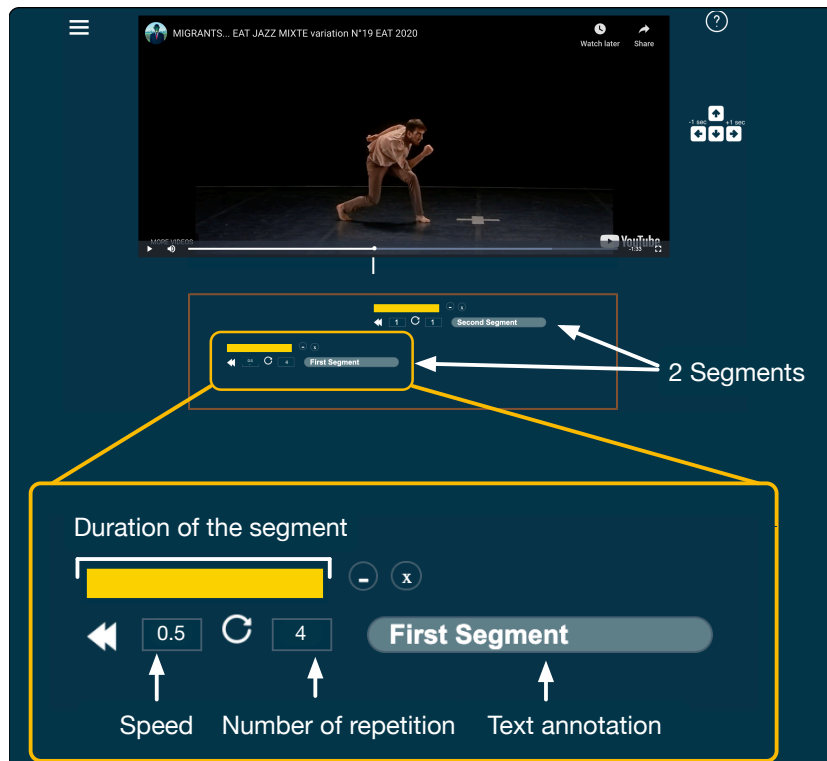 ?
MIGRANTS... EAT JAZZ MIXTE variation N°19 EAT 2020
Watch later Share
-1 sec +1 sec
MORE VIDEOS
YouTube
-1:33
- x
1 1 Second Segment
- x
0.5 4 First Segment
2 Segments
Duration of the segment
- x
0.5 4 First Segment
Speed Number of repetition Text annotation